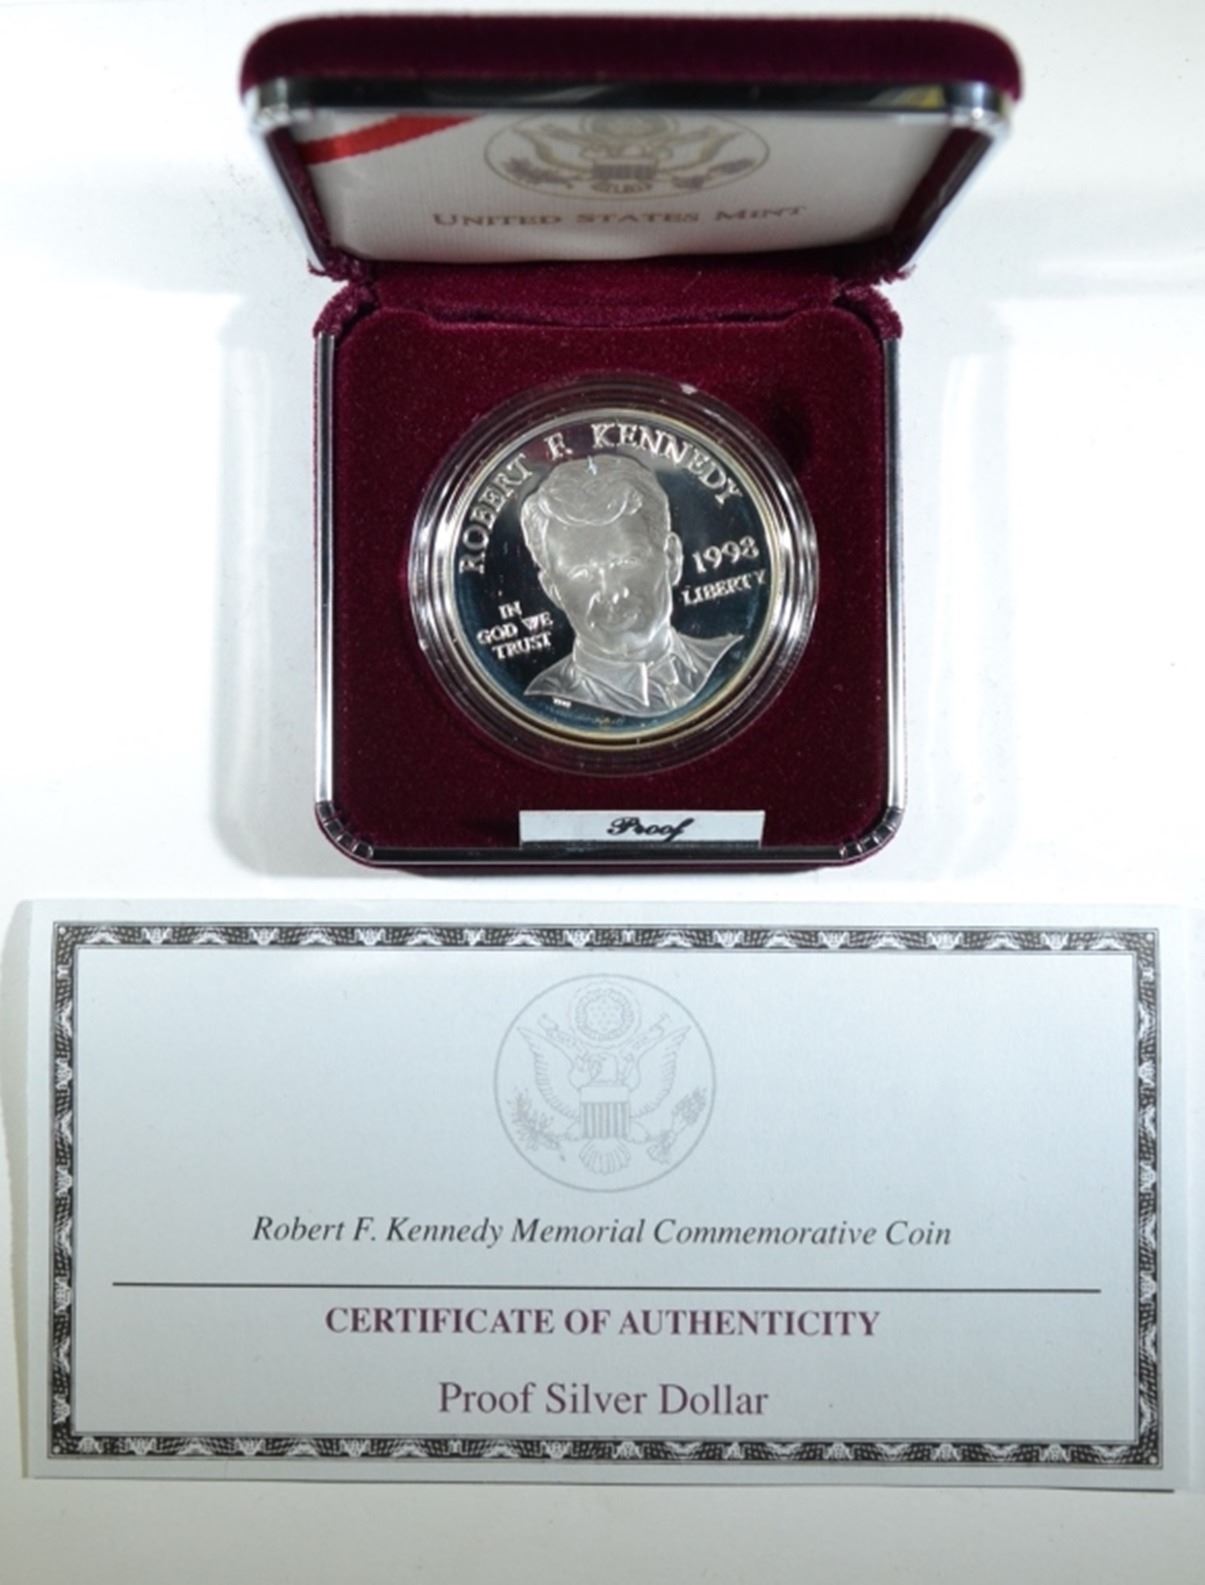 UNITED STATES MINT
ROBERT F. KENNEDY
1998
LIBERTY
IN
GOD WE
TRUST
Proof
Robert F. Kennedy Memorial Commemorative Coin
CERTIFICATE OF AUTHENTICITY
Proof Silver Dollar